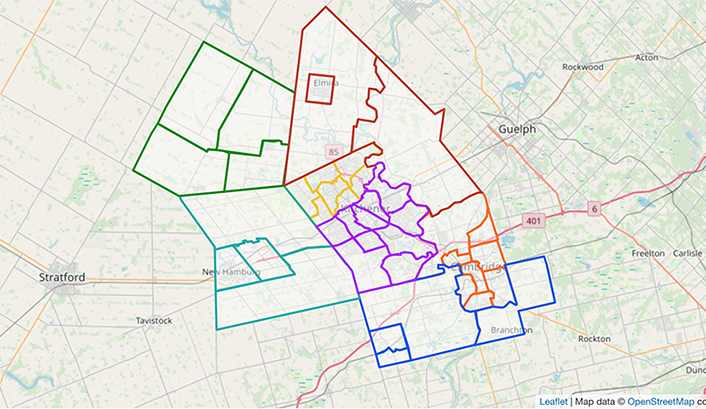 Acton
Rockwood
Elmira
Guelph
85
Kitchener
6
401
Freelton
Carlisle
New Hamburg
Cambridge
Stratford
Tavistock
Branchton
Rockton
Leaflet | Map data © OpenStreetMap co